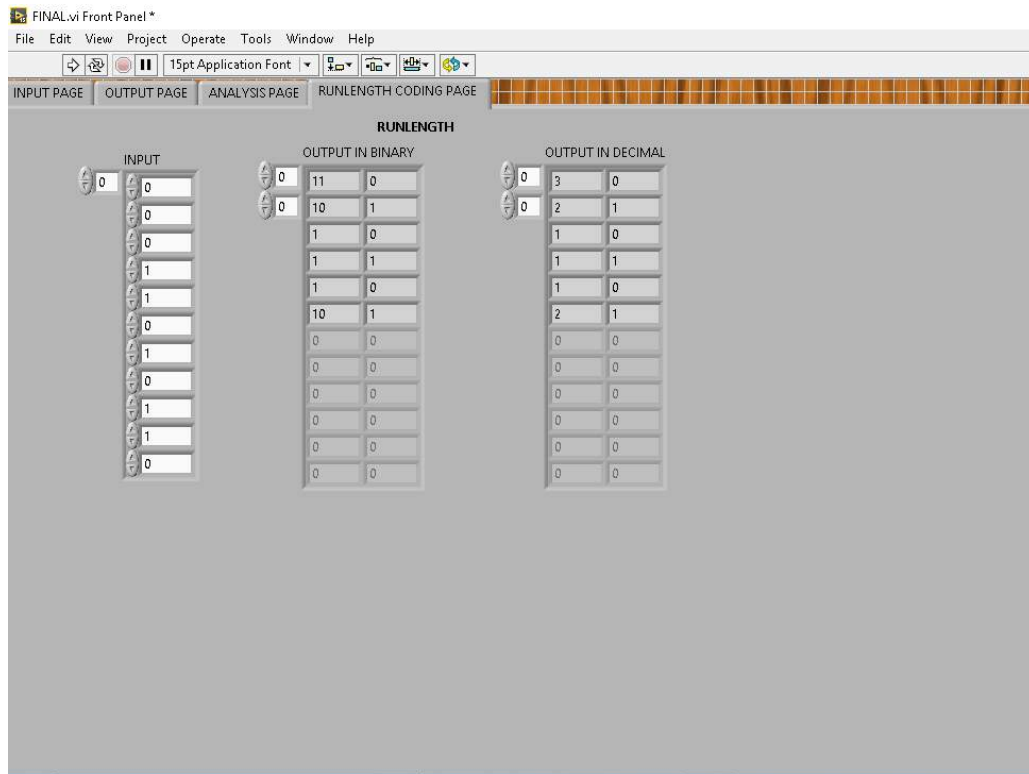 FINAL.vi Front Panel *
File Edit View Project Operate Tools Window Help
15pt Application Font
INPUT PAGE OUTPUT PAGE ANALYSIS PAGE RUNLENGTH CODING PAGE
RUNLENGTH
INPUT OUTPUT IN BINARY OUTPUT IN DECIMAL
0 0 0 11 0 0 3 0
0 0 10 1 0 2 1
0 1 0 1 0
1 1 1 1 1
1 1 0 1 0
0 10 1 2 1
1 0 0 0 0
0 0 0 0 0
1 0 0 0 0
1 0 0 0 0
0 0 0 0 0
0 0 0 0